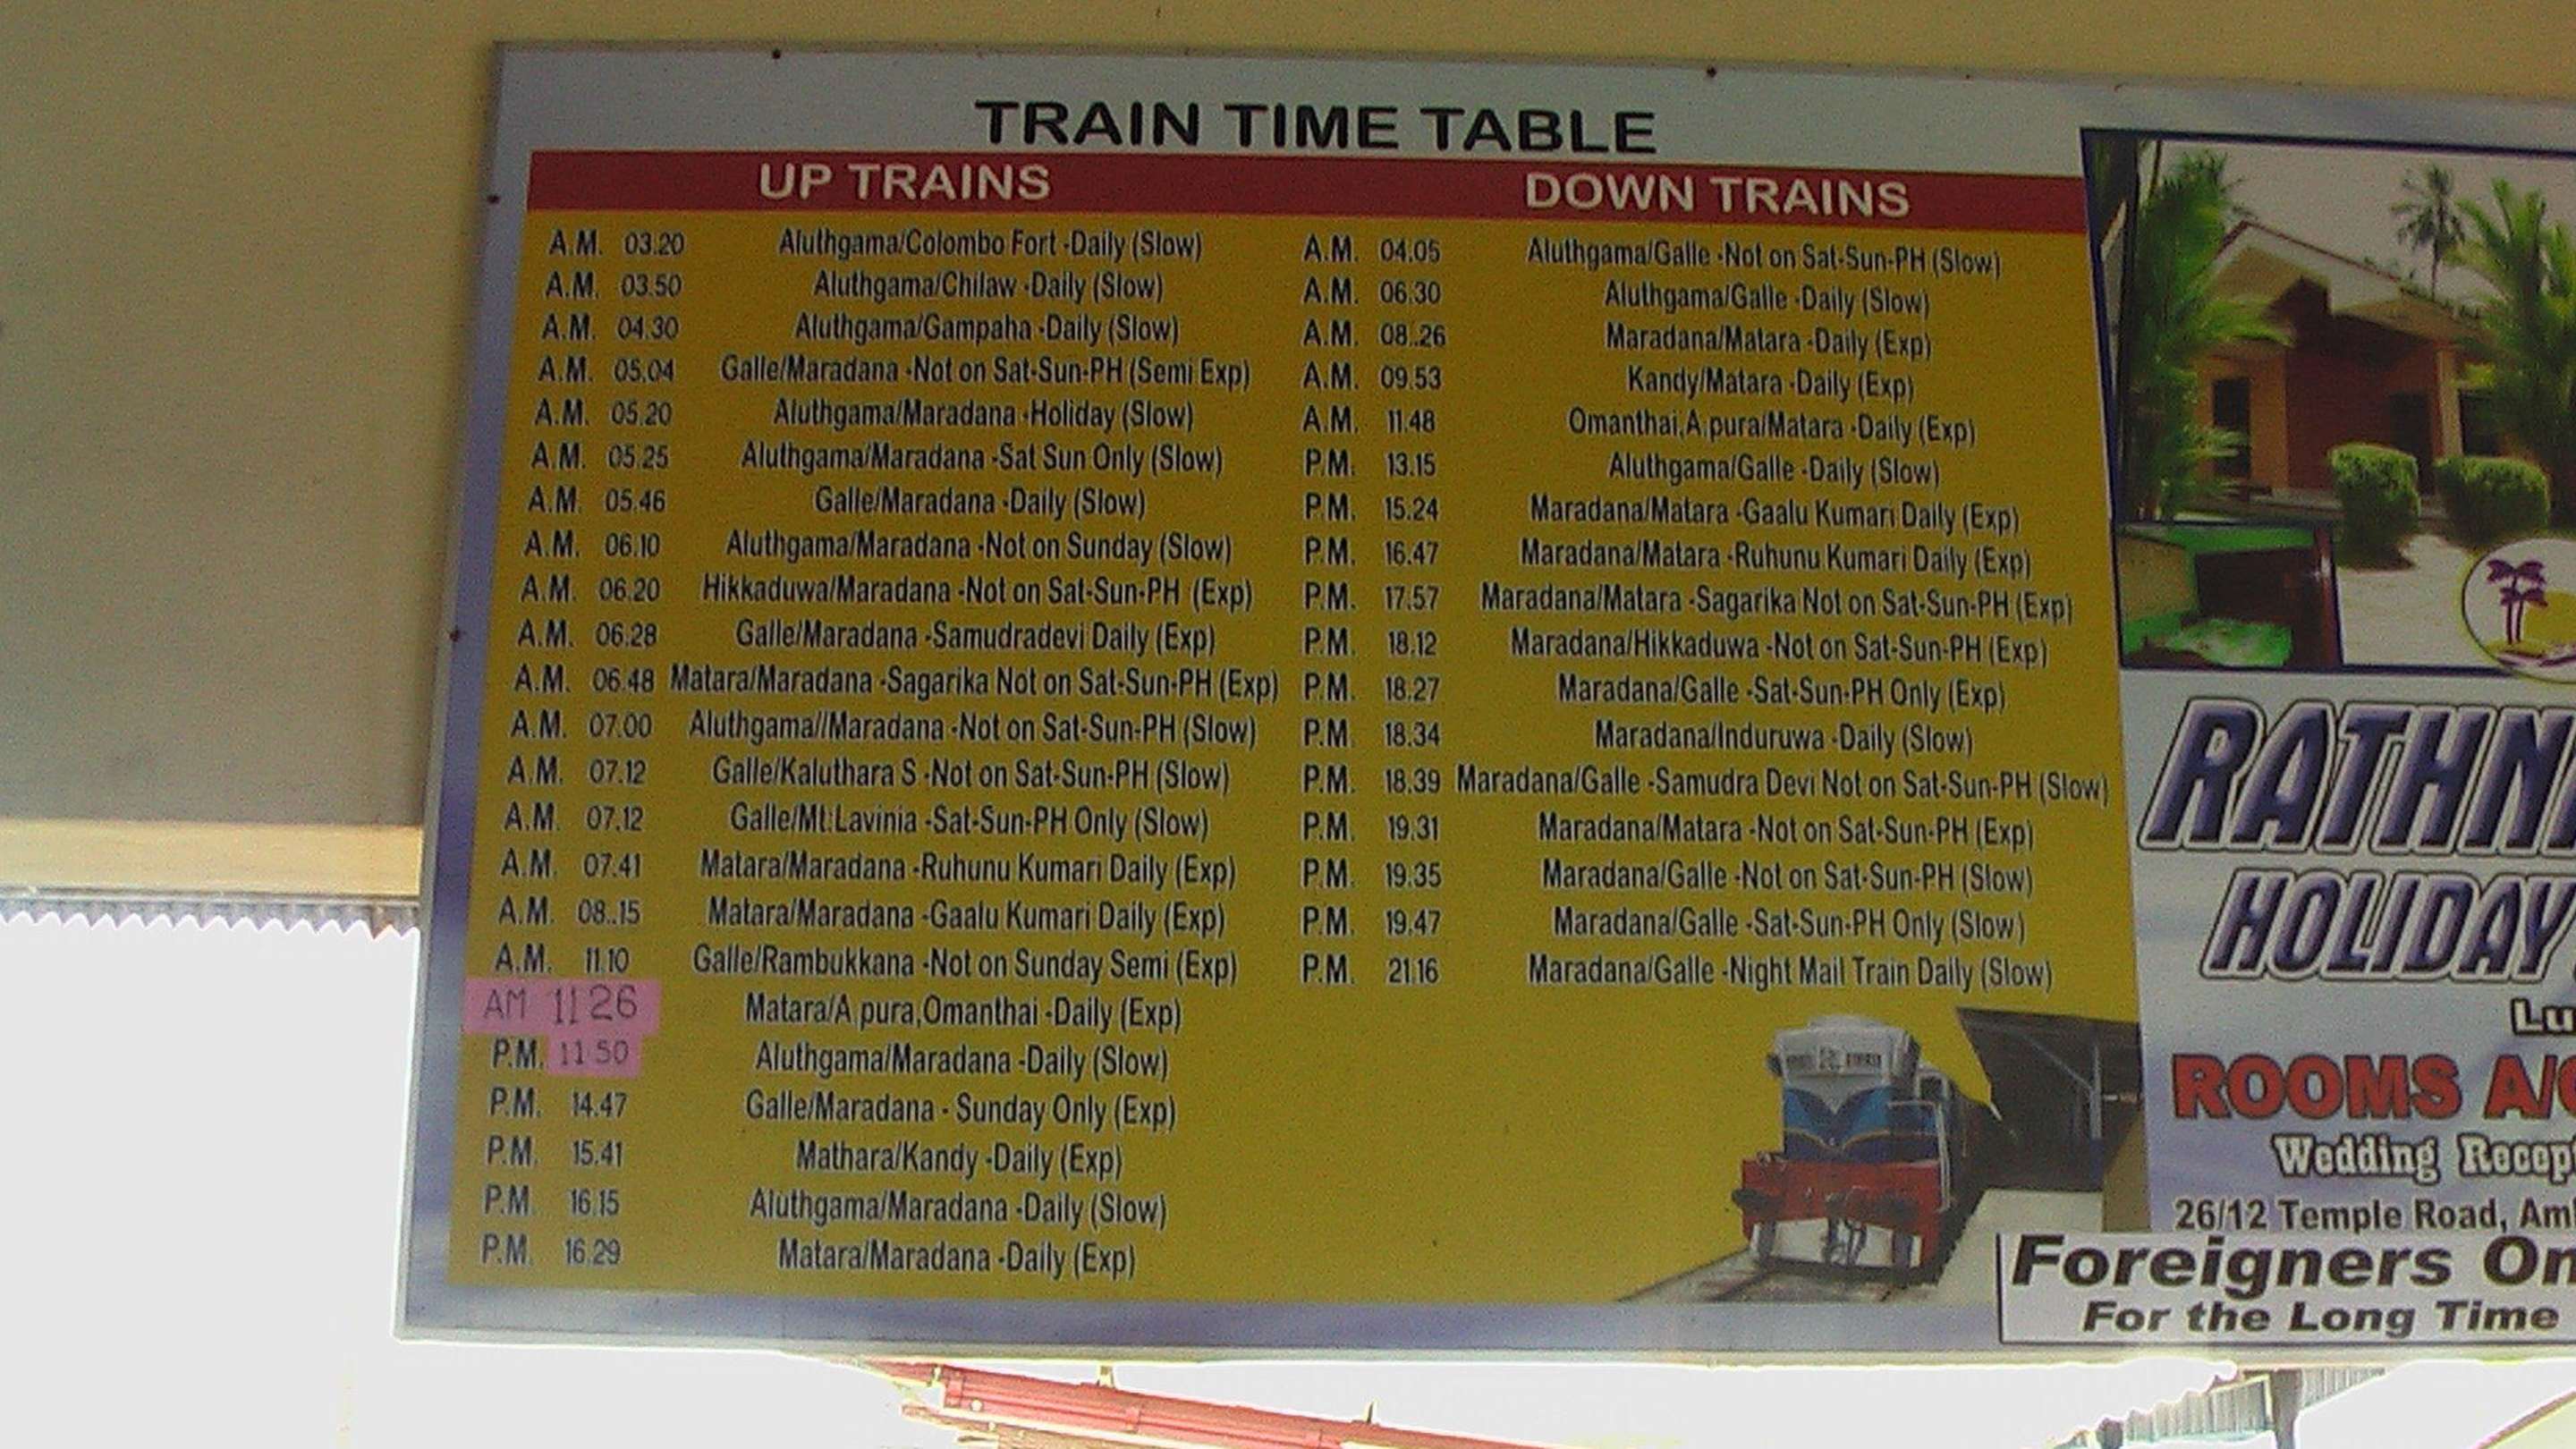 TRAIN TIME TABLE
UP TRAINS
A.M. 03.20 Aluthgama/Colombo Fort -Daily (Slow)
A.M. 03.50 Aluthgama/Chilaw -Daily (Slow)
A.M. 04.30 Aluthgama/Gampaha -Daily (Slow)
A.M. 05.04 Galle/Maradana -Not on Sat-Sun-PH (Semi Exp)
A.M. 05.20 Aluthgama/Maradana -Holiday (Slow)
A.M. 05.25 Aluthgama/Maradana -Sat Sun Only (Slow)
A.M. 05.46 Galle/Maradana -Daily (Slow)
A.M. 06.10 Aluthgama/Maradana -Not on Sunday (Slow)
A.M. 06.20 Hikkaduwa/Maradana -Not on Sat-Sun-PH (Exp)
A.M. 06.28 Galle/Maradana -Samudradevi Daily (Exp)
A.M. 06.48 Matara/Maradana -Sagarika Not on Sat-Sun-PH (Exp)
A.M. 07.00 Aluthgama//Maradana -Not on Sat-Sun-PH (Slow)
A.M. 07.12 Galle/Kaluthara S -Not on Sat-Sun-PH (Slow)
A.M. 07.12 Galle/Mt.Lavinia -Sat-Sun-PH Only (Slow)
A.M. 07.41 Matara/Maradana -Ruhunu Kumari Daily (Exp)
A.M. 08..15 Matara/Maradana -Gaalu Kumari Daily (Exp)
A.M. 11.10 Galle/Rambukkana -Not on Sunday Semi (Exp)
AM 11 26 Matara/A.pura,Omanthai -Daily (Exp)
P.M. 11 50 Aluthgama/Maradana -Daily (Slow)
P.M. 14.47 Galle/Maradana - Sunday Only (Exp)
P.M. 15.41 Mathara/Kandy -Daily (Exp)
P.M. 16.15 Aluthgama/Maradana -Daily (Slow)
P.M. 16.29 Matara/Maradana -Daily (Exp)
DOWN TRAINS
A.M. 04.05 Aluthgama/Galle -Not on Sat-Sun-PH (Slow)
A.M. 06.30 Aluthgama/Galle -Daily (Slow)
A.M. 08..26 Maradana/Matara -Daily (Exp)
A.M. 09.53 Kandy/Matara -Daily (Exp)
A.M. 11.48 Omanthai,A.pura/Matara -Daily (Exp)
P.M. 13.15 Aluthgama/Galle -Daily (Slow)
P.M. 15.24 Maradana/Matara -Gaalu Kumari Daily (Exp)
P.M. 16.47 Maradana/Matara -Ruhunu Kumari Daily (Exp)
P.M. 17.57 Maradana/Matara -Sagarika Not on Sat-Sun-PH (Exp)
P.M. 18.12 Maradana/Hikkaduwa -Not on Sat-Sun-PH (Exp)
P.M. 18.27 Maradana/Galle -Sat-Sun-PH Only (Exp)
P.M. 18.34 Maradana/Induruwa -Daily (Slow)
P.M. 18.39 Maradana/Galle -Samudra Devi Not on Sat-Sun-PH (Slow)
P.M. 19.31 Maradana/Matara -Not on Sat-Sun-PH (Exp)
P.M. 19.35 Maradana/Galle -Not on Sat-Sun-PH (Slow)
P.M. 19.47 Maradana/Galle -Sat-Sun-PH Only (Slow)
P.M. 21.16 Maradana/Galle -Night Mail Train Daily (Slow)
RATHN
HOLIDAY
Lu
ROOMS A/
Wedding Recep
26/12 Temple Road, Am
Foreigners On
For the Long Time